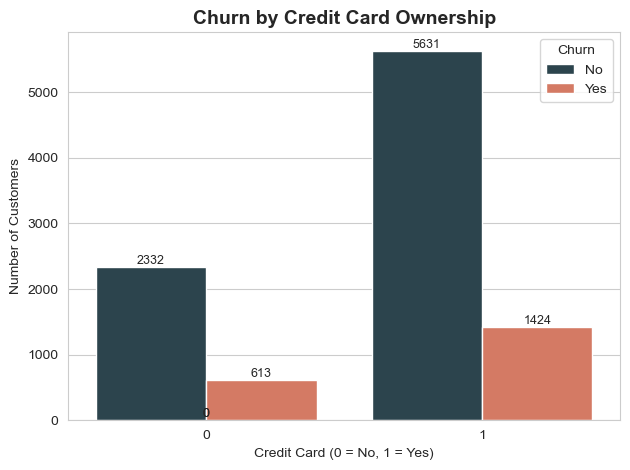 Churn by Credit Card Ownership
Churn
No
Yes
Number of Customers
5000
4000
3000
2000
1000
0
2332
613
0
5631
1424
0
1
Credit Card (0 = No, 1 = Yes)